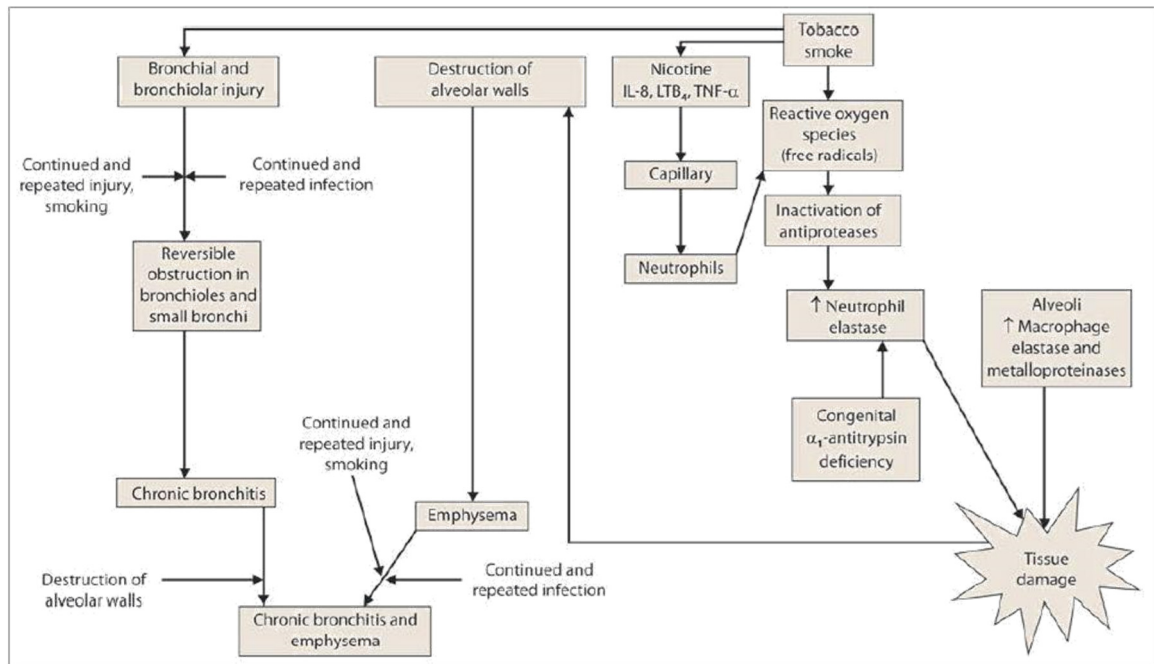 Tobacco
smoke
Bronchial and
bronchiolar injury
Destruction of
alveolar walls
Nicotine
IL-8, LTB₄, TNF-α
Reactive oxygen
species
(free radicals)
Continued and
repeated injury,
smoking
Continued and
repeated infection
Capillary
Inactivation of
antiproteases
Reversible
obstruction in
bronchioles and
small bronchi
Neutrophils
↑ Neutrophil
elastase
Alveoli
↑ Macrophage
elastase and
metalloproteinases
Congenital
α₁-antitrypsin
deficiency
Continued and
repeated injury,
smoking
Chronic bronchitis
Emphysema
Tissue
damage
Destruction of
alveolar walls
Continued and
repeated infection
Chronic bronchitis and
emphysema